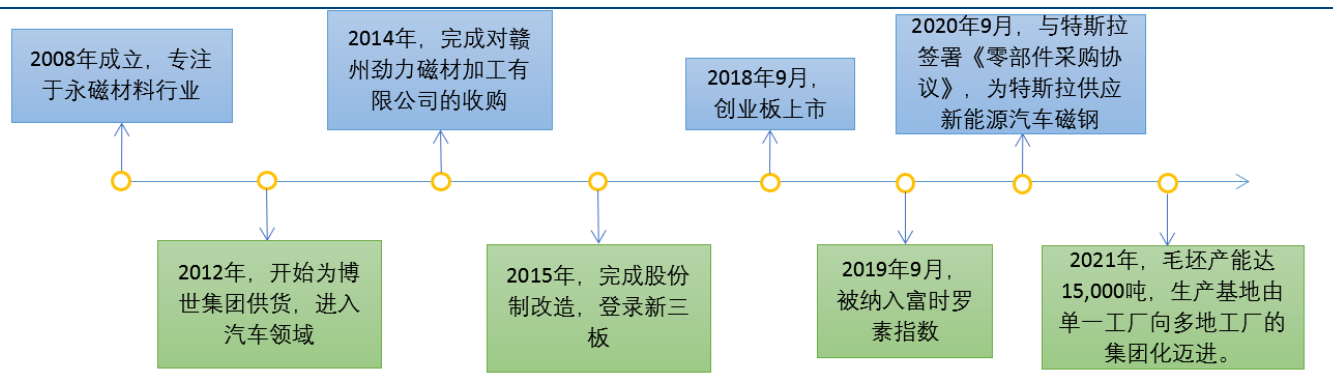 2008年成立，专注
于永磁材料行业
2012年，开始为博
世集团供货，进入
汽车领域
2014年，完成对赣
州劲力磁材加工有
限公司的收购
2015年，完成股份
制改造，登录新三
板
2018年9月，
创业板上市
2019年9月，
被纳入富时罗
素指数
2020年9月，与特斯拉
签署《零部件采购协
议》，为特斯拉供应
新能源汽车磁钢
2021年，毛坯产能达
15,000吨，生产基地由
单一工厂向多地工厂的
集团化迈进。